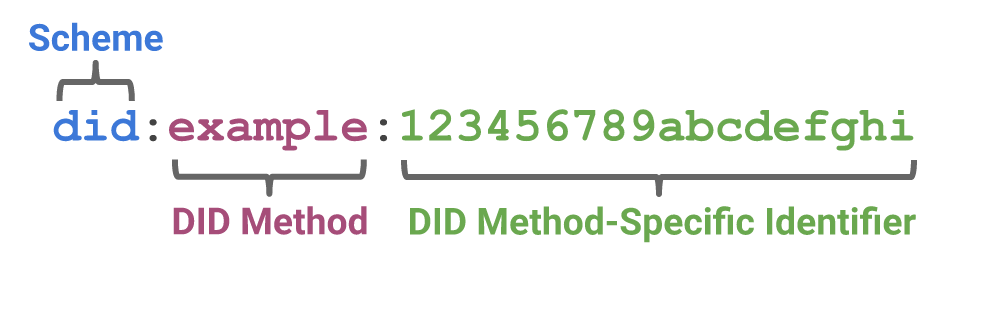 Scheme
did:example:123456789abcdefghi
DID Method
DID Method-Specific Identifier